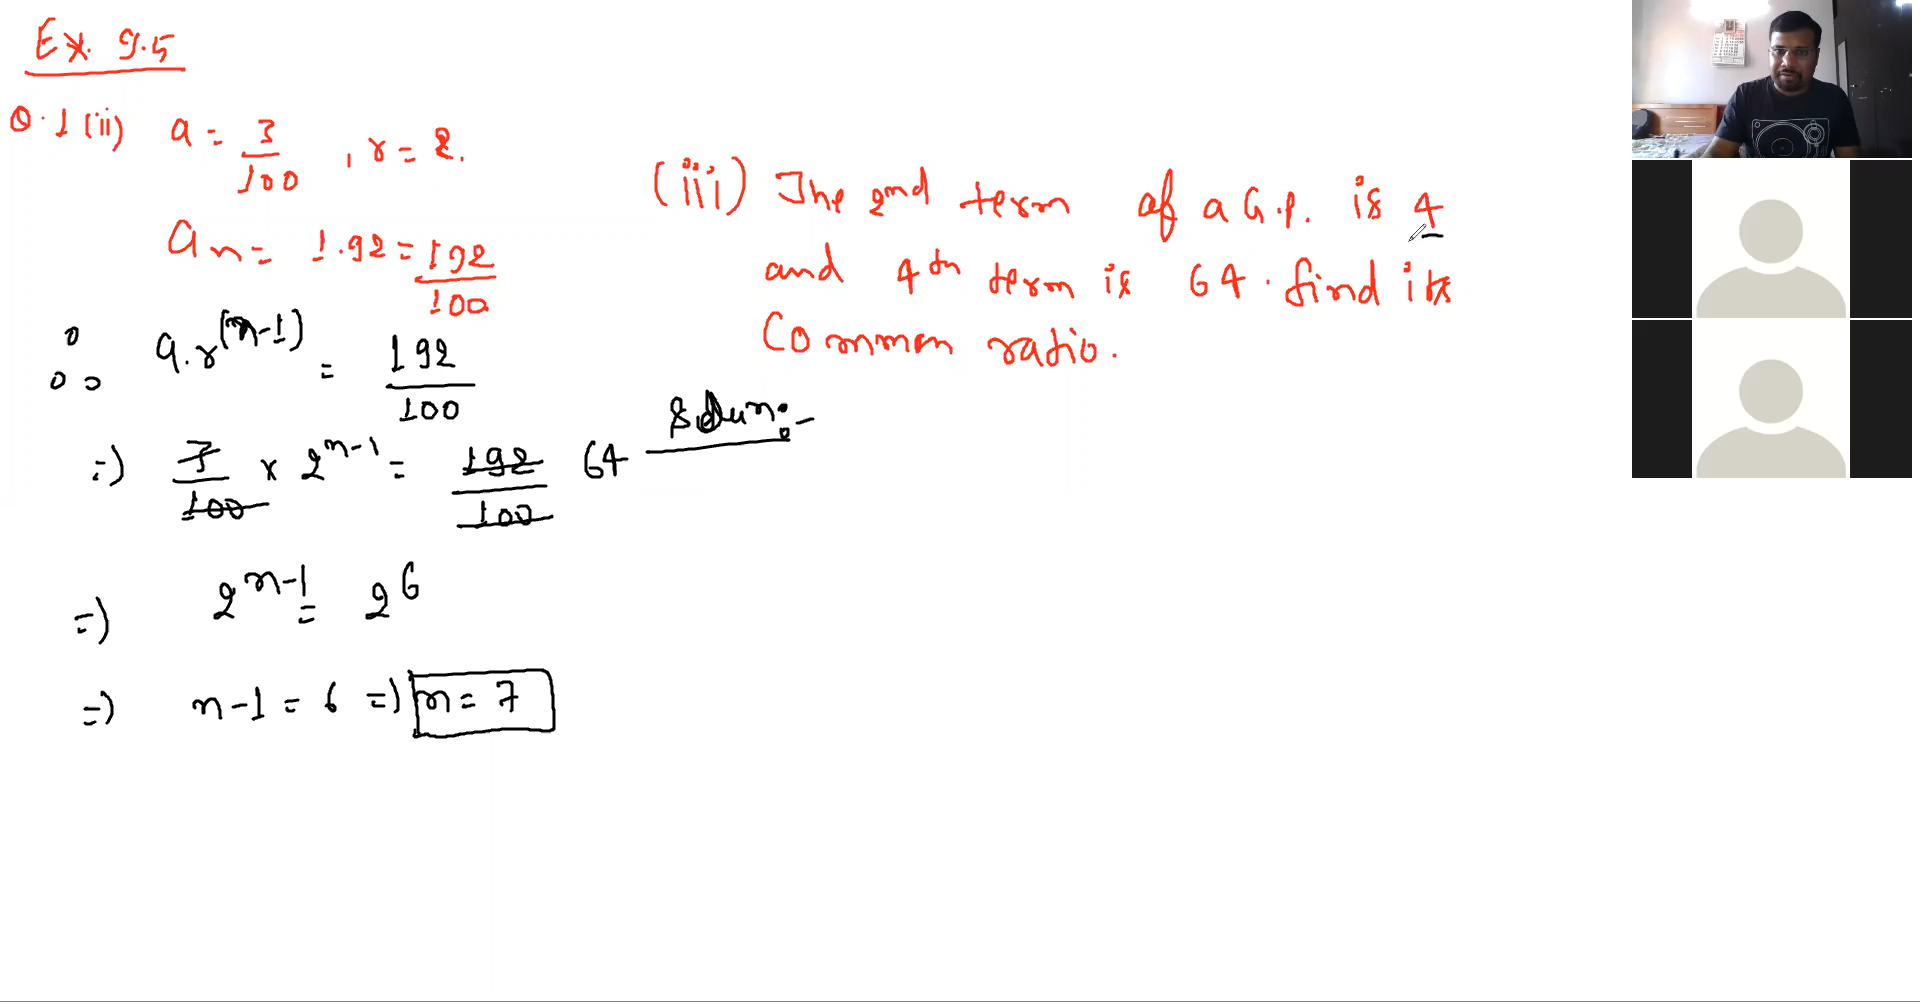 Ex. 9.5
Q.1 (ii) a = 3/100, r = 2.
an = 1.92 = 192/100
∴ a.r^(n-1) = 192/100
=) 3/100 x 2^n-1 = 192/100 64
=) 2^n-1 = 2^6
=) n-1 = 6 =) n = 7
(iii) The 2nd term of a G.P. is 4
and 4th term is 64. find its
Common ratio.
Solun:-